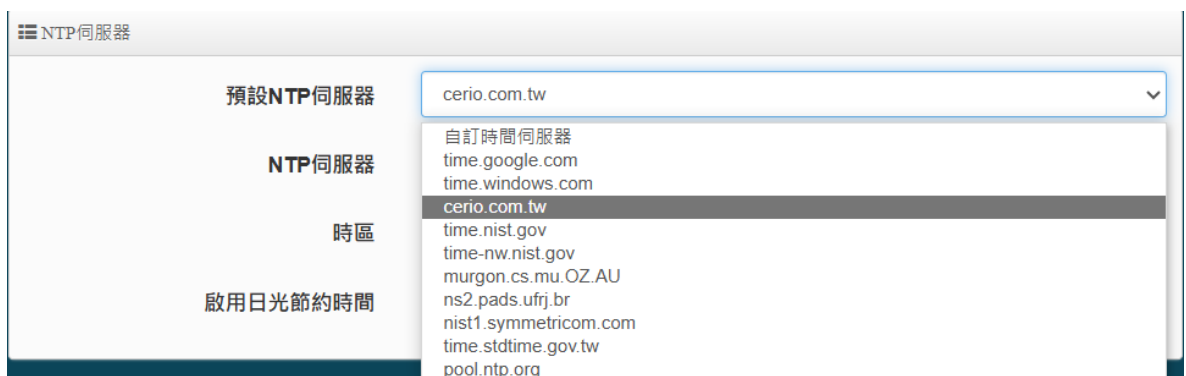 NTP伺服器
預設NTP伺服器
cerio.com.tw
自訂時間伺服器
NTP伺服器
time.google.com
time.windows.com
cerio.com.tw
時區
time.nist.gov
time-nw.nist.gov
murgon.cs.mu.OZ.AU
啟用日光節約時間
ns2.pads.ufrj.br
nist1.symmetricom.com
time.stdtime.gov.tw
pool.ntp.org